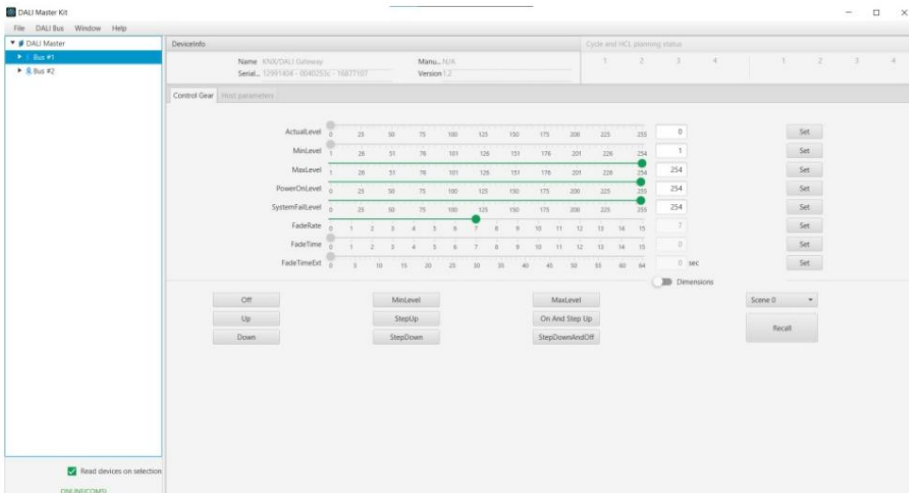 DALI Master Kit
File DALI Bus Window Help
DALI Master
Bus #1
Bus #2
DeviceInfo
Cycle and HCL planning status
Name KNX/DALI Gateway Manu... N/A
Serial... 12991404 - 0040253c - 16877107 Version 1.2
1 2 3 4 1 2 3 4
Control Gear Host parameters
ActualLevel 0 25 50 75 100 125 150 175 200 225 255 0 Set
MinLevel 1 26 51 76 101 126 151 176 201 226 254 1 Set
MaxLevel 1 26 51 76 101 126 151 176 201 226 254 254 Set
PowerOnLevel 0 25 50 75 100 125 150 175 200 225 255 254 Set
SystemFailLevel 0 25 50 75 100 125 150 175 200 225 255 254 Set
FadeRate 0 1 2 3 4 5 6 7 8 9 10 11 12 13 14 15 7 Set
FadeTime 0 1 2 3 4 5 6 7 8 9 10 11 12 13 14 15 0 Set
FadeTimeExt 0 5 10 15 20 25 30 35 40 45 50 55 60 64 0 sec Set
Dimensions
Off MinLevel MaxLevel Scene 0
Up StepUp On And Step Up
Recall
Down StepDown StepDownAndOff
Read devices on selection
ONLINE(COM5)